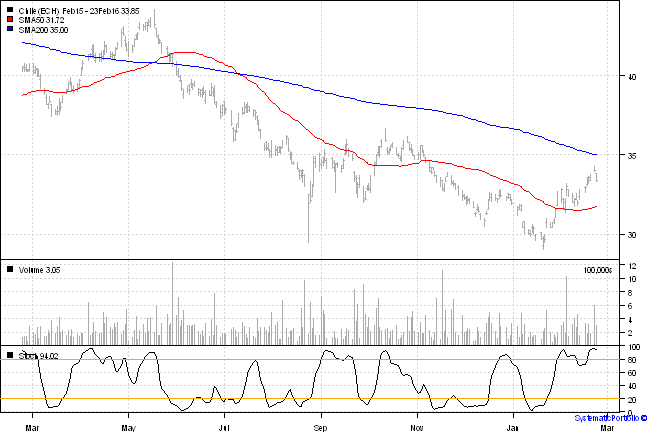 Chile (ECH) Feb15 - 23Feb16 33.85
SMA50 31.72
SMA200 35.00
40
35
30
Volume 3.05
100,000s
12
10
8
6
4
2
Stoch 94.02
100
80
60
40
20
0
Mar May Jul Sep Nov Jan Mar
SystematicPortfolio ©